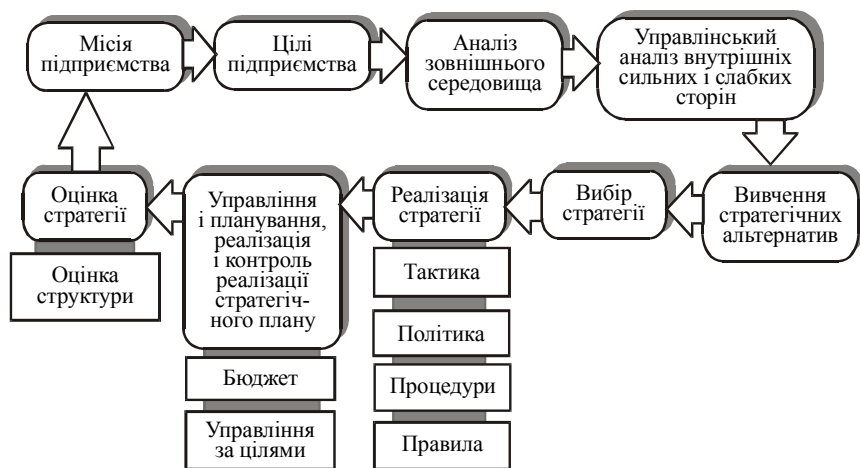 Місія
підприємства
Цілі
підприємства
Аналіз
зовнішнього
середовища
Управлінський
аналіз внутрішніх
сильних і слабких
сторін
Оцінка
стратегії
Оцінка
структури
Управління
і планування,
реалізація
і контроль
реалізації
стратегіч-
ного плану
Бюджет
Управління
за цілями
Реалізація
стратегії
Тактика
Політика
Процедури
Правила
Вибір
стратегії
Вивчення
стратегічних
альтернатив